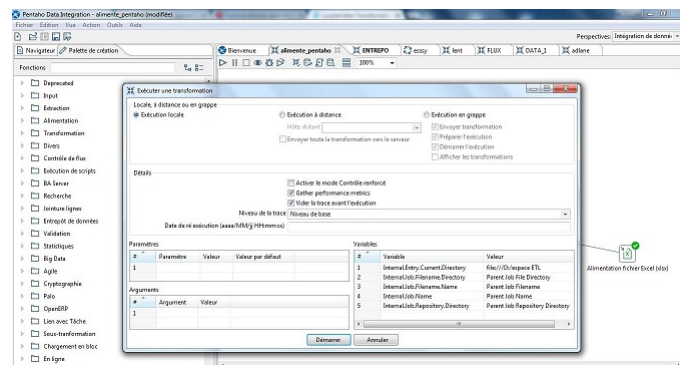 Pentaho Data Integration - alimente_pentaho (modifiée)
Fichier Edition Vue Action Outils Aide
Perspectives: Intégration de donnée
Navigateur Palette de création
Bienvenue alimente_pentaho ENTREPO esssy lent FLUX DATA_1 adlane
Fonctions
100%
Deprecated
Input
Extraction
Alimentation
Transformation
Divers
Contrôle de flux
Exécution de scripts
BA Server
Recherche
Jointure lignes
Entrepôt de données
Validation
Statistiques
Big Data
Agile
Cryptographie
Palo
OpenERP
Lien avec Tâche
Sous-tranformation
Chargement en bloc
En ligne
Exécuter une transformation
Locale, à distance ou en grappe
Exécution locale Exécution à distance Exécution en grappe
Hôte distant Envoyer transformation
Envoyer toute la transformation vers le serveur Préparer l'exécution
Démarrer l'exécution
Afficher les transformations
Détails
Activer le mode Contrôle renforcé
Gather performance metrics
Vider la trace avant l'exécution
Niveau de la trace Niveau de base
Date de ré exécution (aaaa/MM/jj HH:mm:ss)
Paramètres Variables
# Paramètre Valeur Valeur par défaut # Variable Valeur
1 1 Internal.Entry.Current.Directory file:///D:/espace ETL
2 Internal.Job.Filename.Directory Parent Job File Directory
3 Internal.Job.Filename.Name Parent Job Filename
Arguments 4 Internal.Job.Name Parent Job Name
# Argument Valeur 5 Internal.Job.Repository.Directory Parent Job Repository Directory
1
Démarrer Annuler
Alimentation fichier Excel (xlsx)